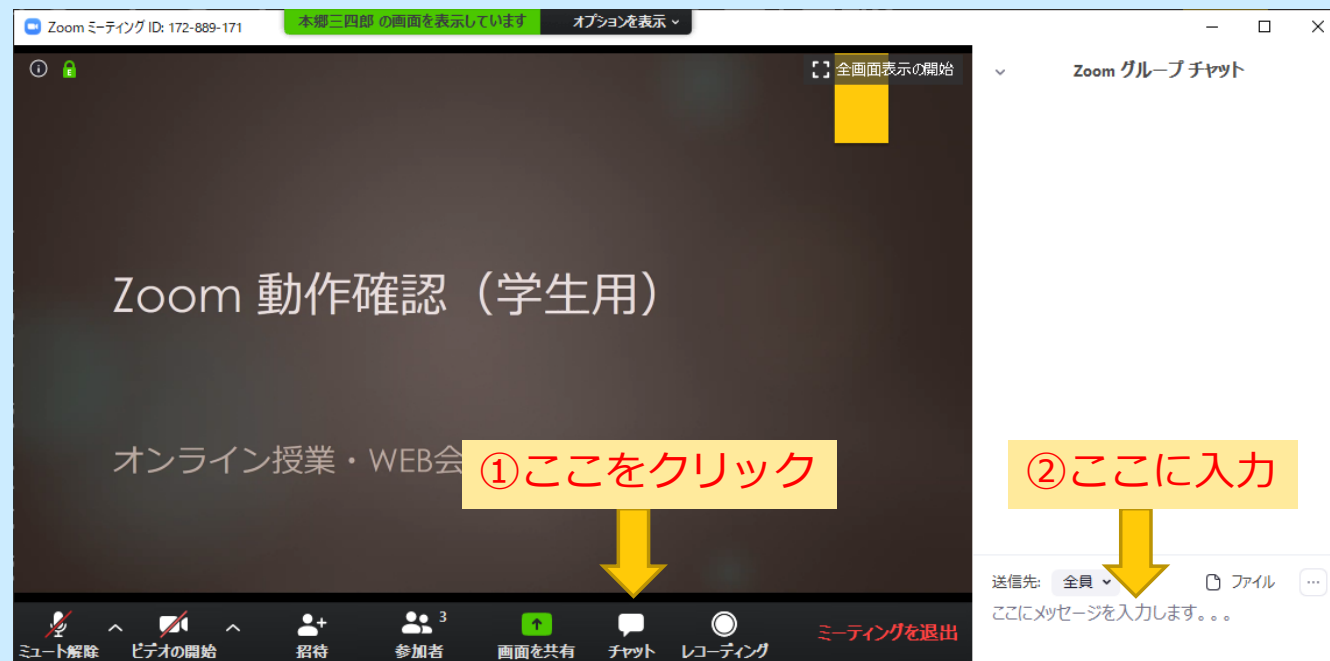 Zoom ミーティング ID: 172-889-171
本郷三四郎 の画面を表示しています
オプションを表示
全画面表示の開始
Zoom グループ チャット
Zoom 動作確認（学生用）
オンライン授業・WEB会
①ここをクリック
②ここに入力
送信先: 全員
ファイル
ここにメッセージを入力します。。。
ミュート解除
ビデオの開始
招待
参加者 3
画面を共有
チャット
レコーディング
ミーティングを退出